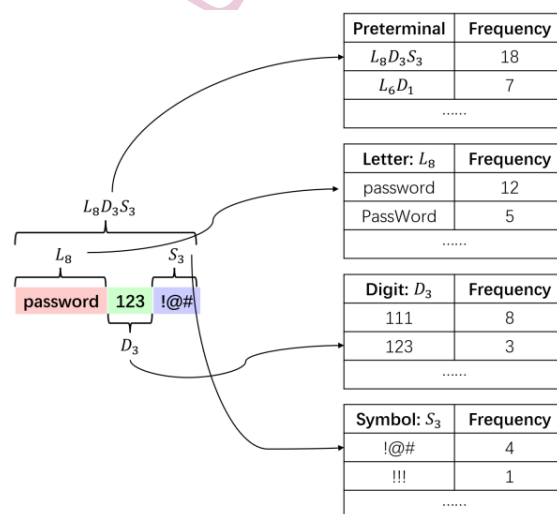 Preterminal Frequency
L₈D₃S₃ 18
L₆D₁ 7
......
Letter: L₈ Frequency
password 12
PassWord 5
......
Digit: D₃ Frequency
111 8
123 3
......
Symbol: S₃ Frequency
!@# 4
!!! 1
......
L₈D₃S₃
L₈ S₃
password 123 !@#
D₃